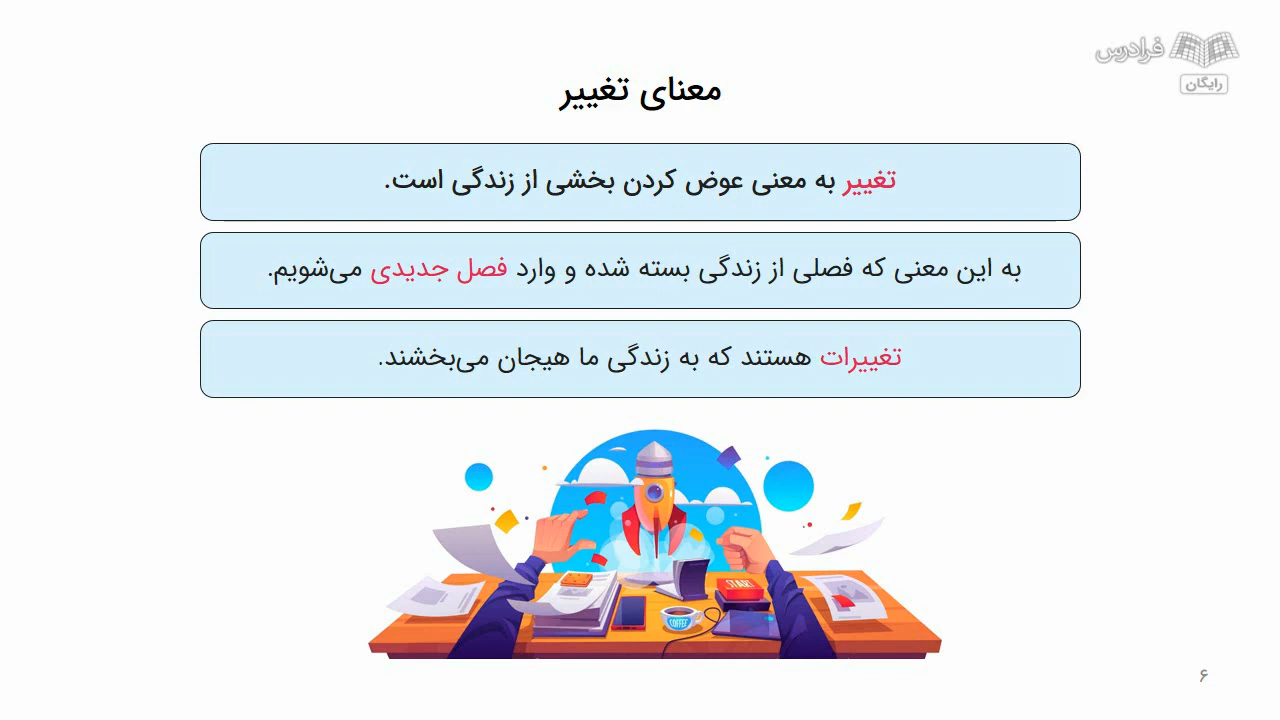 فرادرس
رایگان
معنای تغییر
تغییر به معنی عوض کردن بخشی از زندگی است.
به این معنی که فصلی از زندگی بسته شده و وارد فصل جدیدی می‌شویم.
تغییرات هستند که به زندگی ما هیجان می‌بخشند.
START
COFFEE
۶